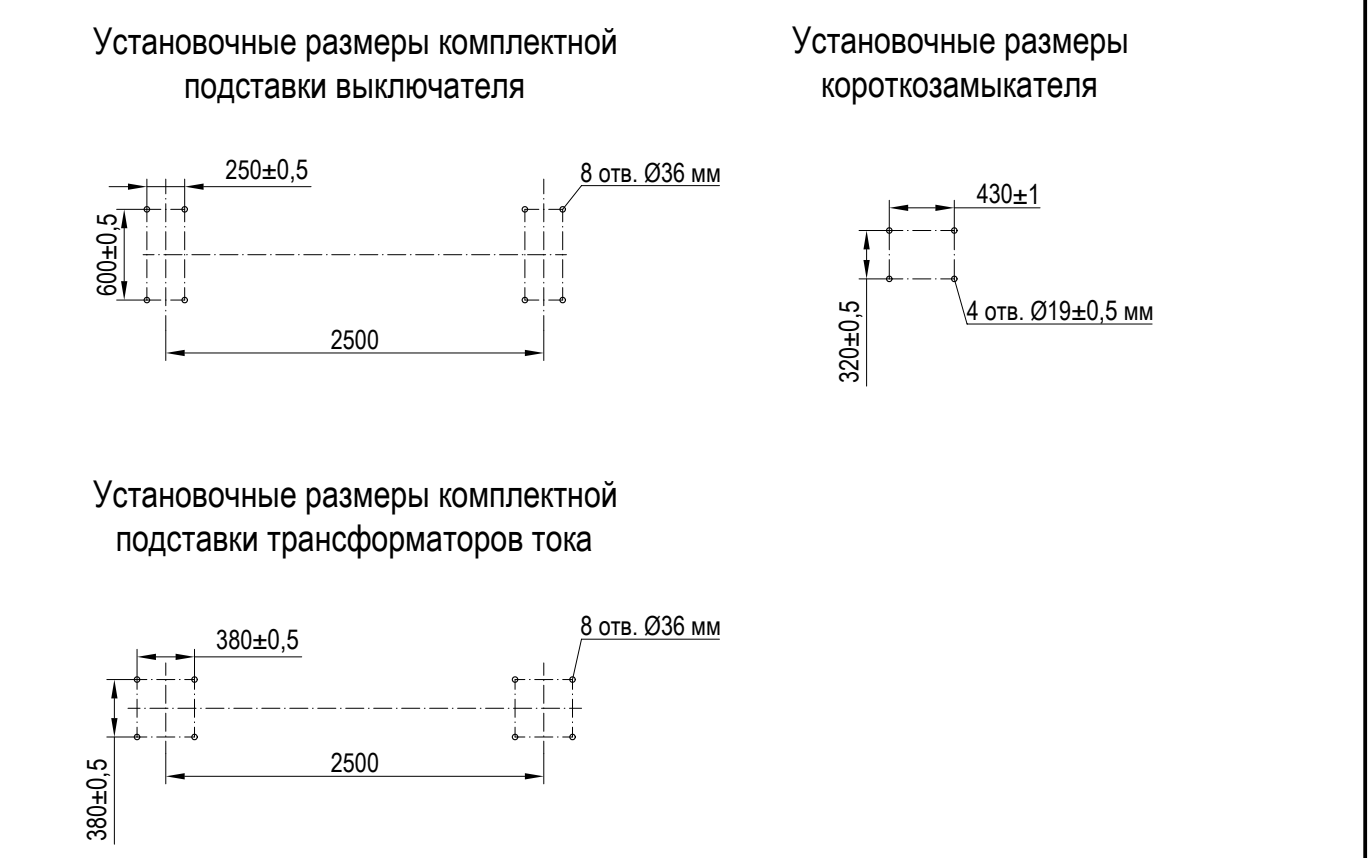 Установочные размеры комплектной
подставки выключателя
250±0,5
8 отв. Ø36 мм
600±0,5
2500
Установочные размеры
короткозамыкателя
430±1
320±0,5
4 отв. Ø19±0,5 мм
Установочные размеры комплектной
подставки трансформаторов тока
380±0,5
8 отв. Ø36 мм
380±0,5
2500